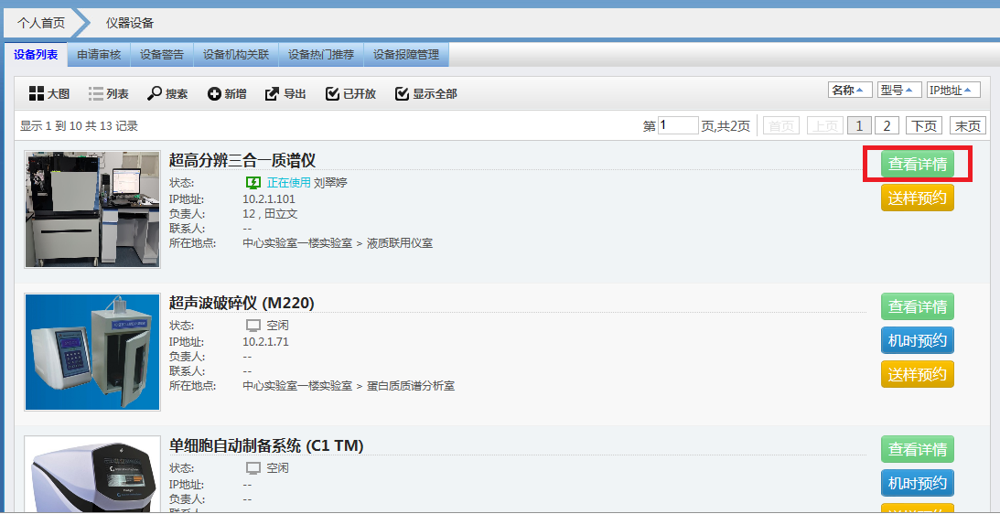 个人首页 仪器设备
设备列表 申请审核 设备警告 设备机构关联 设备热门推荐 设备报障管理
大图 列表 搜索 新增 导出 已开放 显示全部 名称 型号 IP地址
显示 1 到 10 共 13 记录 第 1 页,共2页 首页 上页 1 2 下页 末页
超高分辨三合一质谱仪 查看详情
状态: 正在使用 刘翠婷
IP地址: 10.2.1.101 送样预约
负责人: 12 , 田立文
联系人: --
所在地点: 中心实验室一楼实验室 > 液质联用仪室
超声波破碎仪 (M220) 查看详情
状态: 空闲
IP地址: 10.2.1.71 机时预约
负责人: --
联系人: -- 送样预约
所在地点: 中心实验室一楼实验室 > 蛋白质质谱分析室
单细胞自动制备系统 (C1 TM) 查看详情
状态: 空闲
IP地址: -- 机时预约
负责人: --
联系人: 送样预约